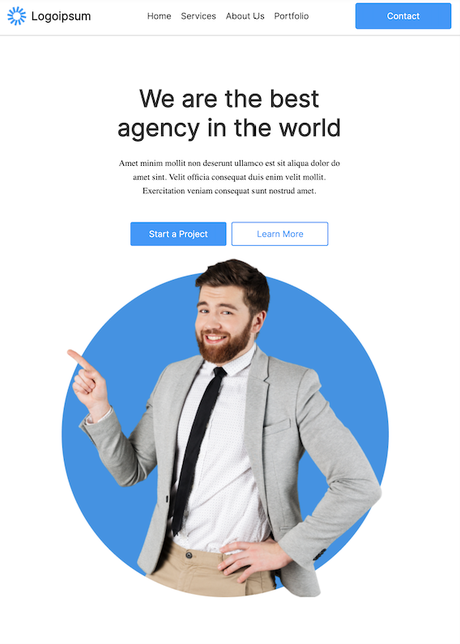 Logoipsum
Home Services About Us Portfolio
Contact
We are the best
agency in the world
Amet minim mollit non deserunt ullamco est sit aliqua dolor do
amet sint. Velit officia consequat duis enim velit mollit.
Exercitation veniam consequat sunt nostrud amet.
Start a Project
Learn More